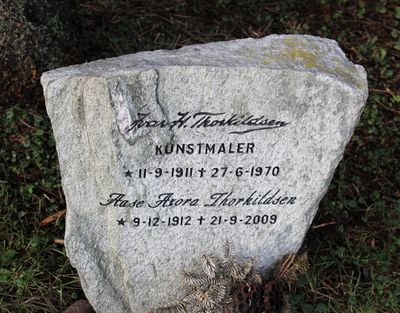 Ivar H. Thorkildsen
KUNSTMALER
★ 11-9-1911 ✝ 27-6-1970
Aase Arora Thorkildsen
★ 9-12-1912 ✝ 21-9-2009